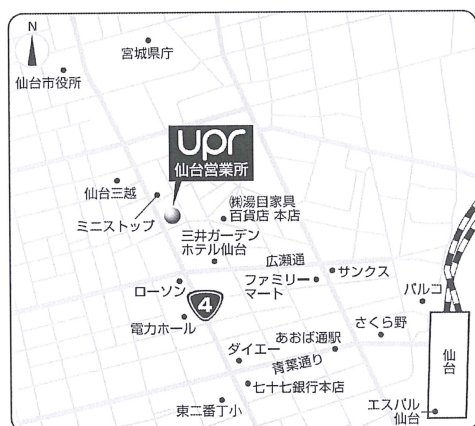 N
宮城県庁
仙台市役所
upr
仙台営業所
仙台三越
ミニストップ
㈱湯目家具
百貨店 本店
三井ガーデン
ホテル仙台
広瀬通
サンクス
ファミリー
マート
ローソン
4
パルコ
電力ホール
さくら野
あおば通駅
ダイエー
青葉通り
仙台
七十七銀行本店
東二番丁小
エスパル
仙台